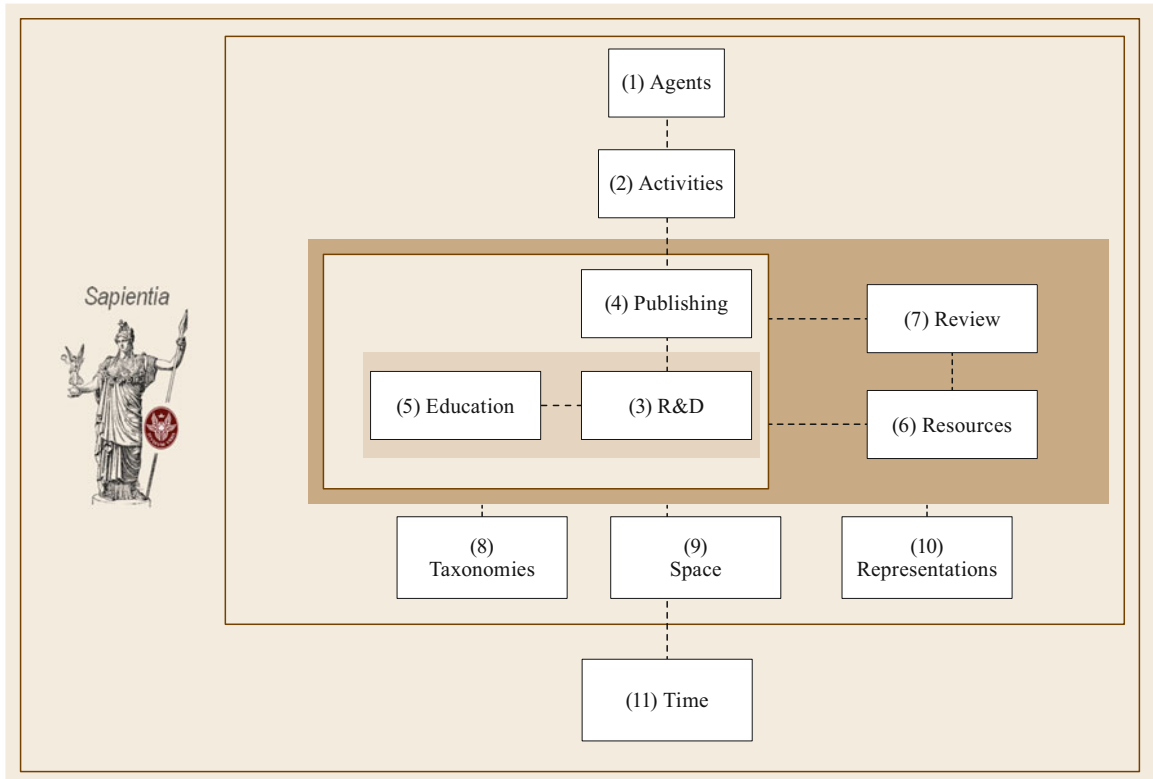 (1) Agents
(2) Activities
Sapientia
(4) Publishing
(7) Review
(5) Education
(3) R&D
(6) Resources
(8)
Taxonomies
(9)
Space
(10)
Representations
(11) Time